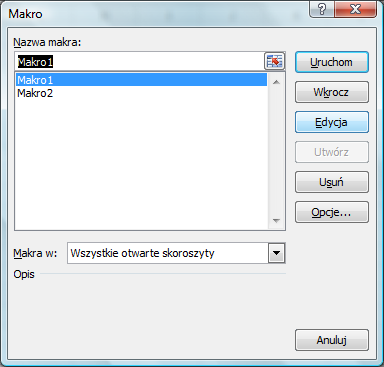 Makro
Nazwa makra:
Makro1
Uruchom
Makro1
Makro2
Wkrocz
Edycja
Utwórz
Usuń
Opcje...
Makra w:
Wszystkie otwarte skoroszyty
Opis
Anuluj